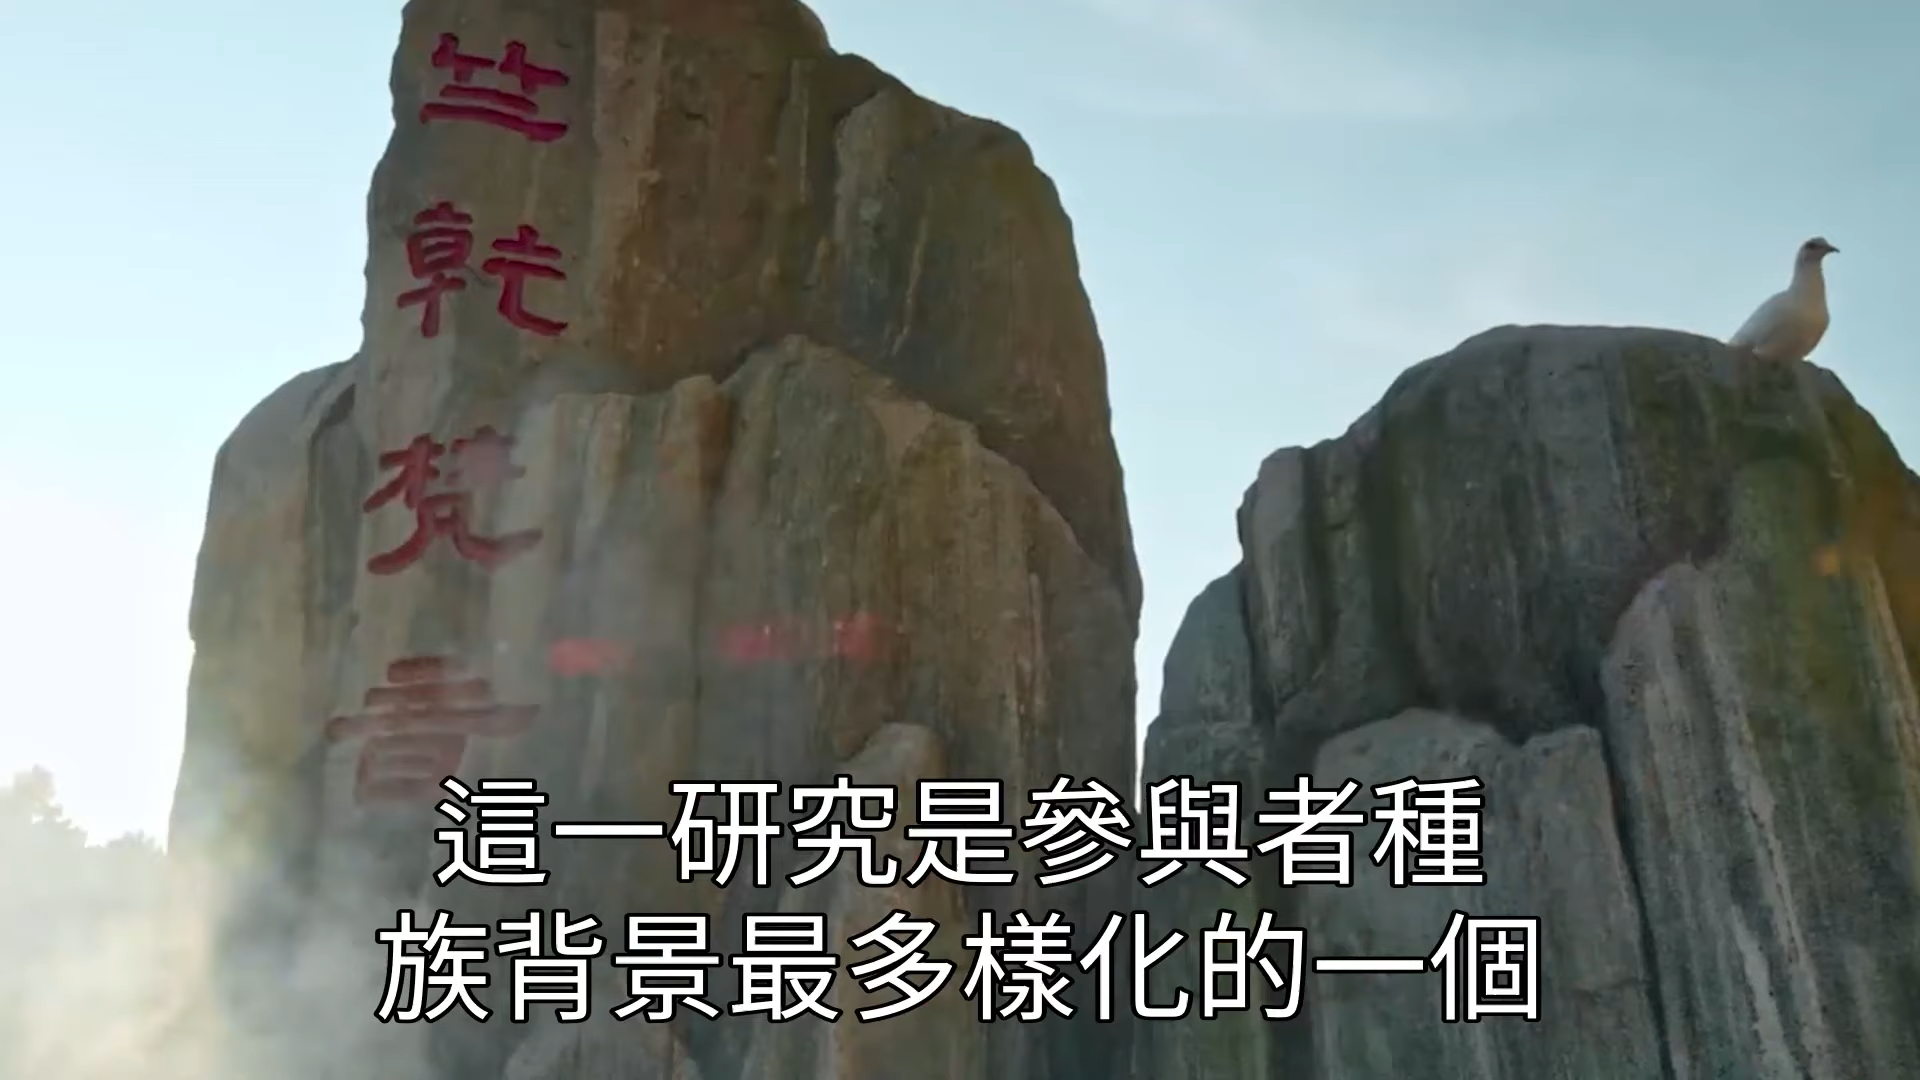 竺乾梵音
這一研究是參與者種
族背景最多樣化的一個